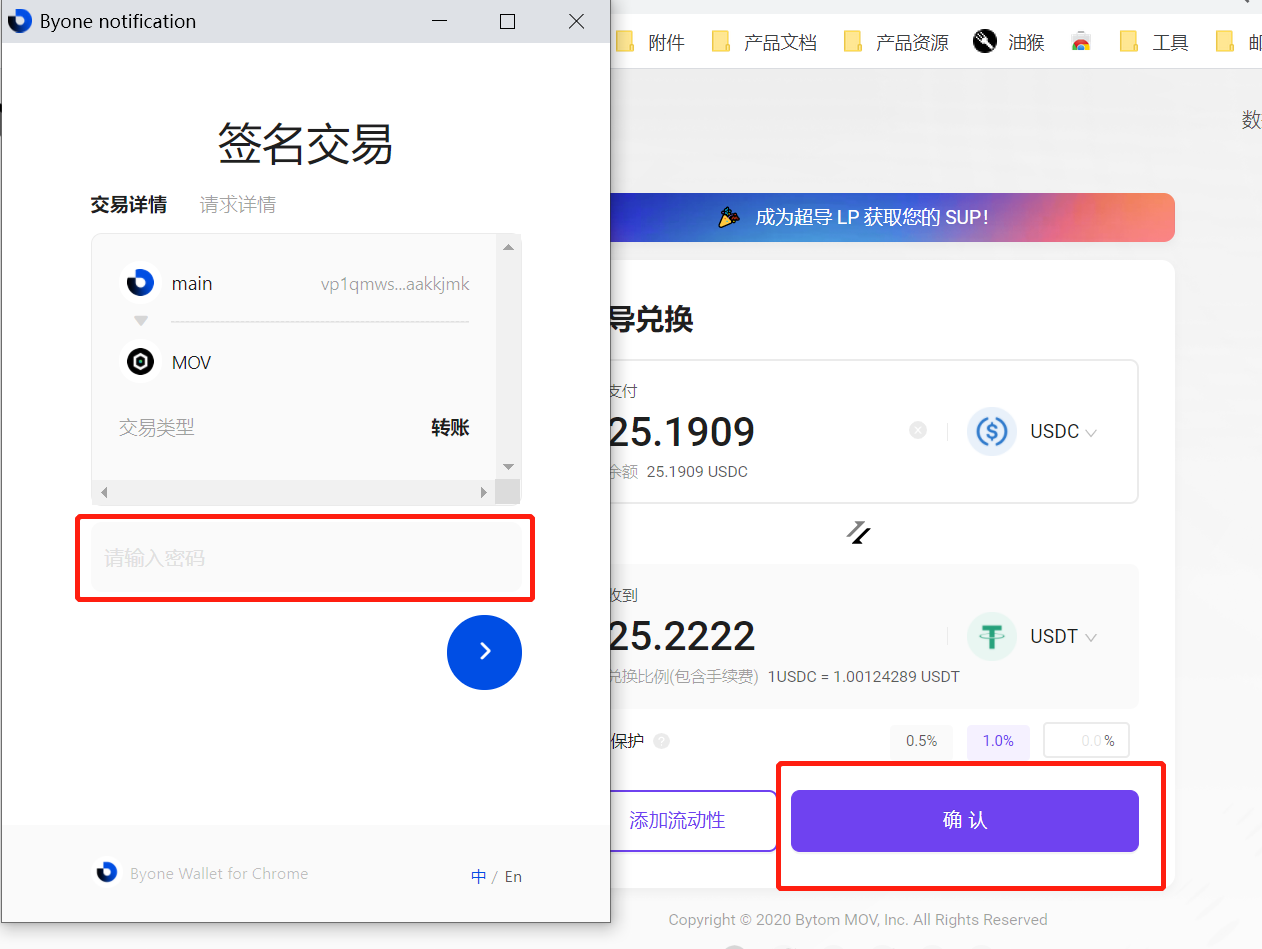 Byone notification
签名交易
交易详情 请求详情
main vp1qmws...aakkjmk
MOV
交易类型 转账
请输入密码
Byone Wallet for Chrome
中 / En
附件 产品文档 产品资源 油猴 工具
成为超导 LP 获取您的 SUP!
导兑换
支付
25.1909 USDC
余额 25.1909 USDC
收到
25.2222 USDT
兑换比例(包含手续费) 1USDC = 1.00124289 USDT
保护 ? 0.5% 1.0% 0.0 %
添加流动性 确认
Copyright © 2020 Bytom MOV, Inc. All Rights Reserved